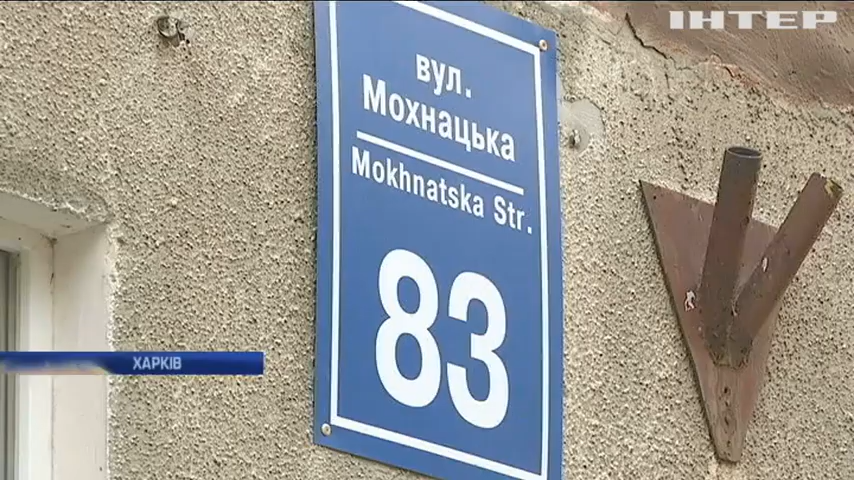 ІНТЕР
вул.
Мохнацька
Mokhnatska Str.
83
ХАРКІВ